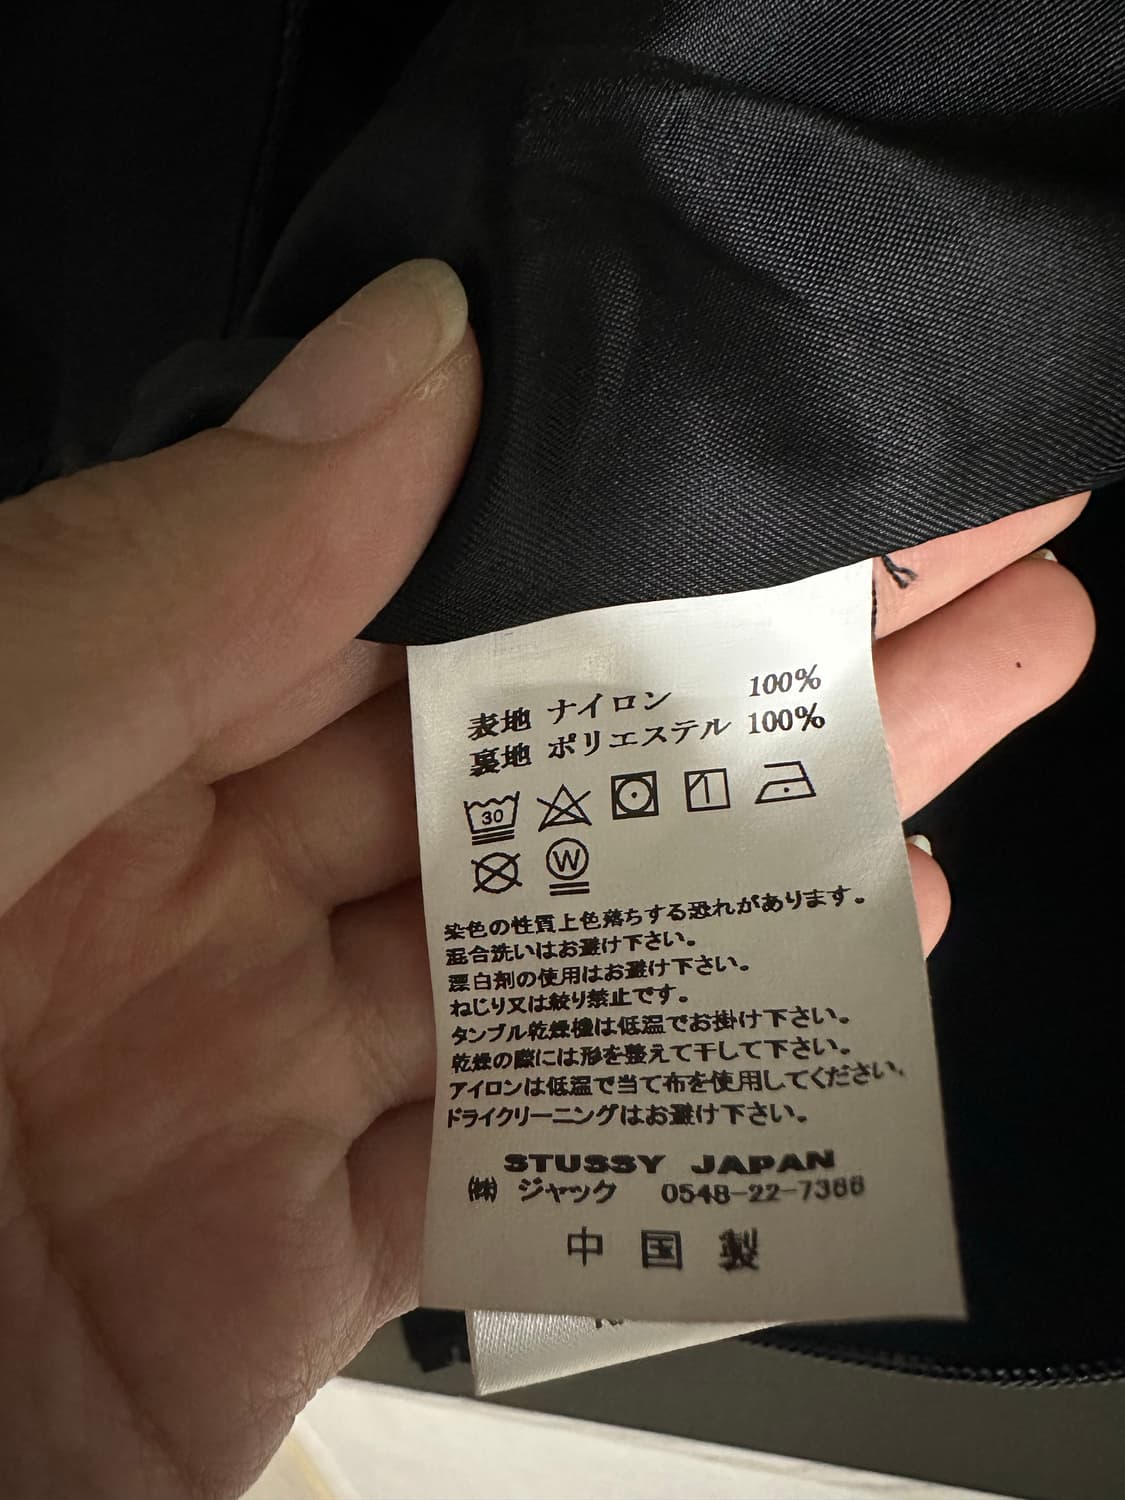 表地 ナイロン 100%
裏地 ポリエステル 100%
30
W
染色の性質上色落ちする恐れがあります。
混合洗いはお避け下さい。
漂白剤の使用はお避け下さい。
ねじり又は絞り禁止です。
タンブル乾燥機は低温でお掛け下さい。
乾燥の際には形を整えて干して下さい。
アイロンは低温で当て布を使用してください。
ドライクリーニングはお避け下さい。
STUSSY JAPAN
㈱ ジャック 0548-22-7366
中国製